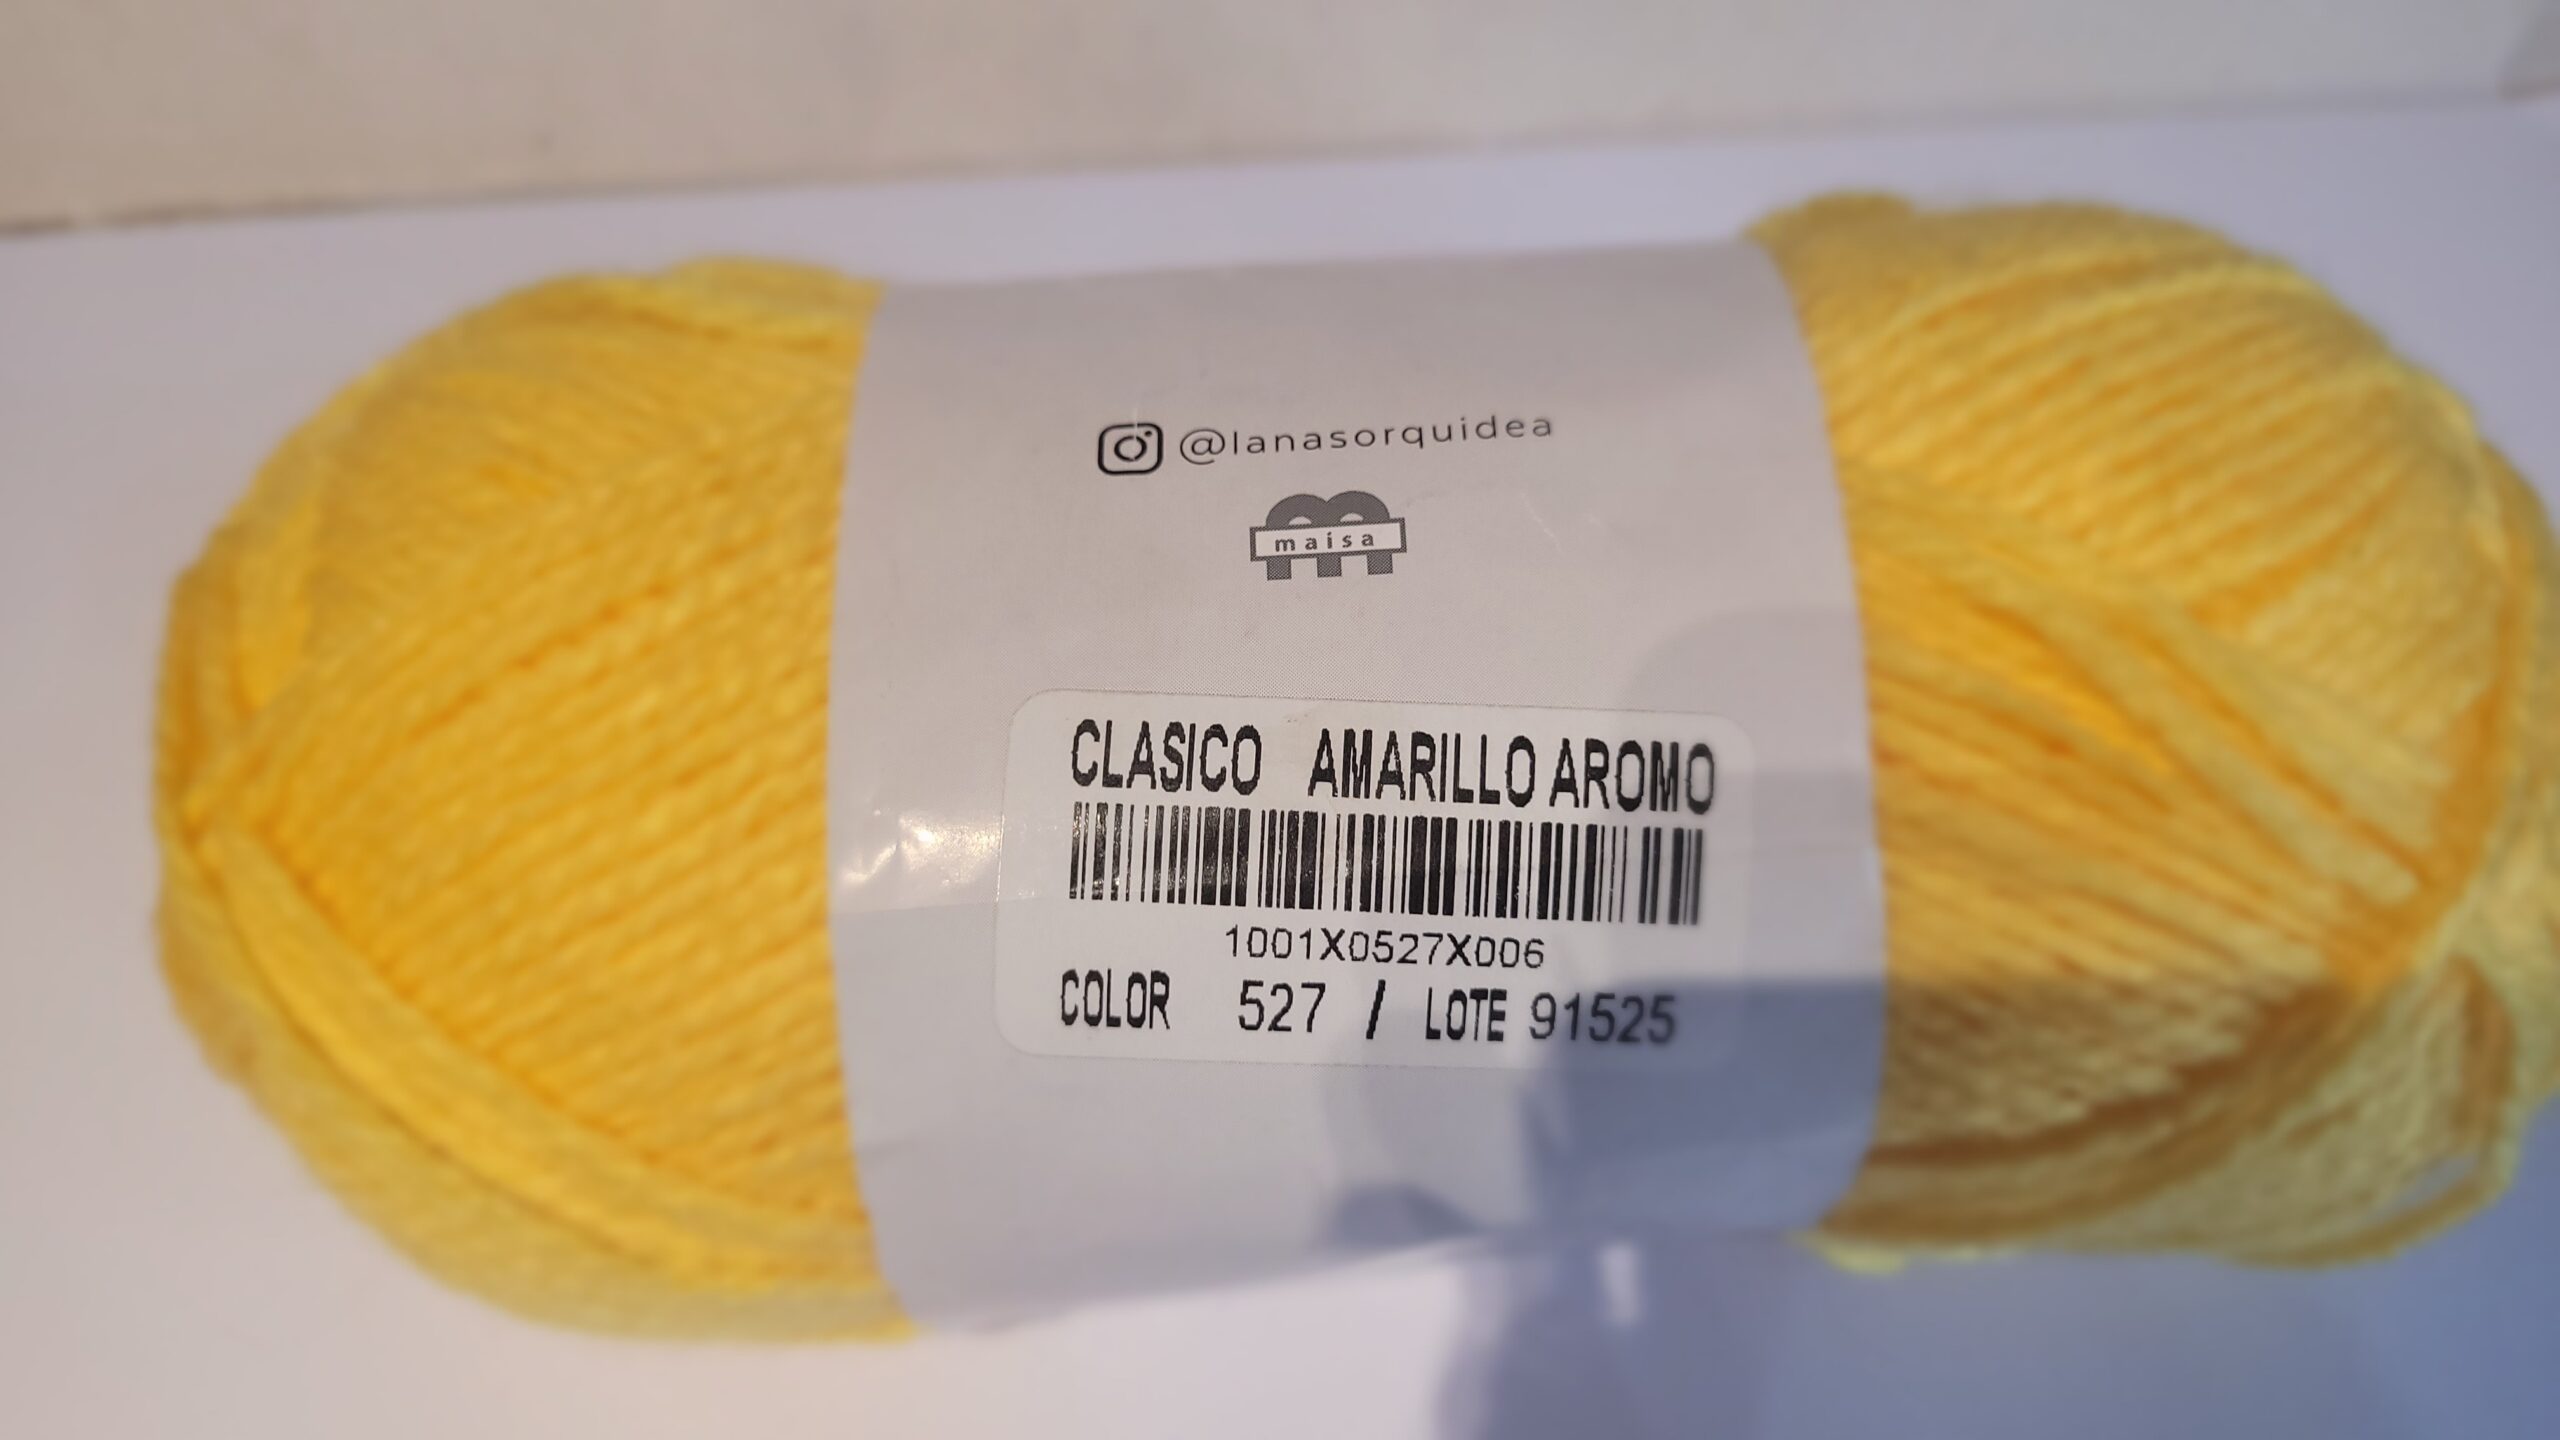 @lanasorquidea
maisa
CLASICO AMARILLO AROMO
1001X0527X006
COLOR 527 / LOTE 91525